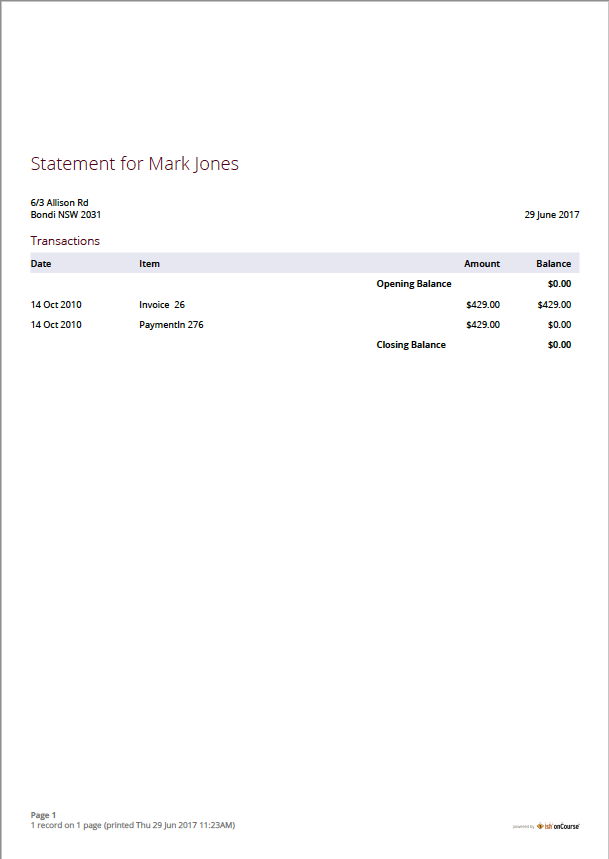 Statement for Mark Jones
6/3 Allison Rd
Bondi NSW 2031
29 June 2017
Transactions
Date Item Amount Balance
Opening Balance $0.00
14 Oct 2010 Invoice 26 $429.00 $429.00
14 Oct 2010 PaymentIn 276 $429.00 $0.00
Closing Balance $0.00
Page 1
1 record on 1 page (printed Thu 29 Jun 2017 11:23AM)
powered by ish onCourse